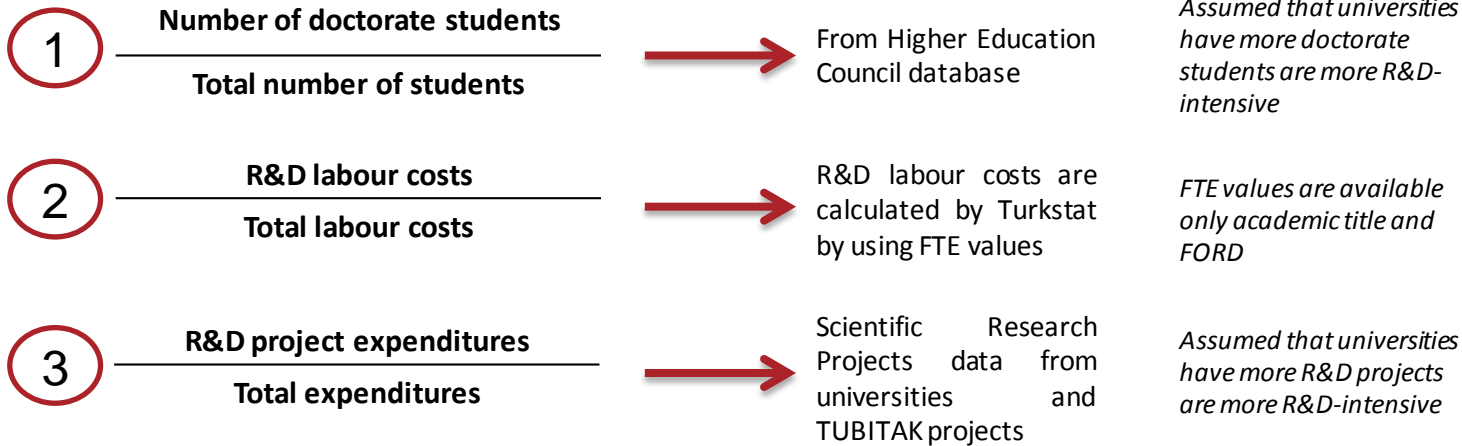 1
Number of doctorate students
Total number of students
From Higher Education
Council database
Assumed that universities
have more doctorate
students are more R&D-
intensive
2
R&D labour costs
Total labour costs
R&D labour costs are
calculated by Turkstat
by using FTE values
FTE values are available
only academic title and
FORD
3
R&D project expenditures
Total expenditures
Scientific Research
Projects data from
universities and
TUBITAK projects
Assumed that universities
have more R&D projects
are more R&D-intensive